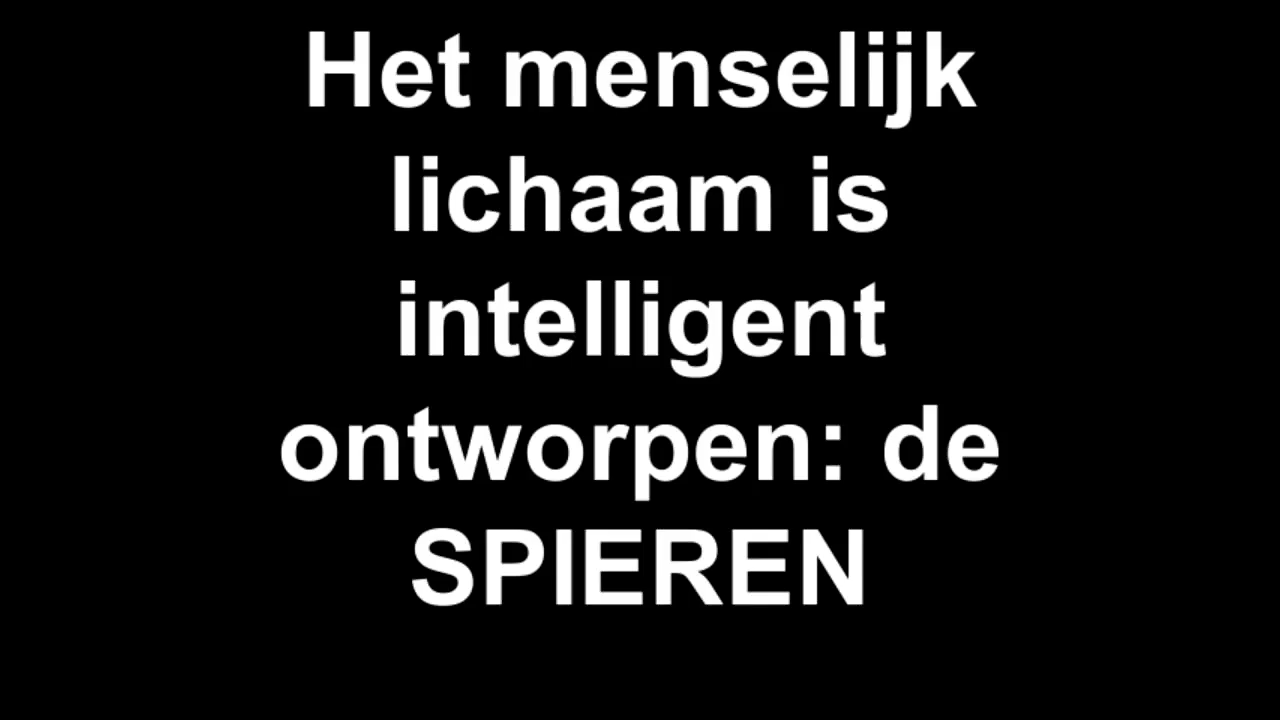 Het menselijk
lichaam is
intelligent
ontworpen: de
SPIEREN